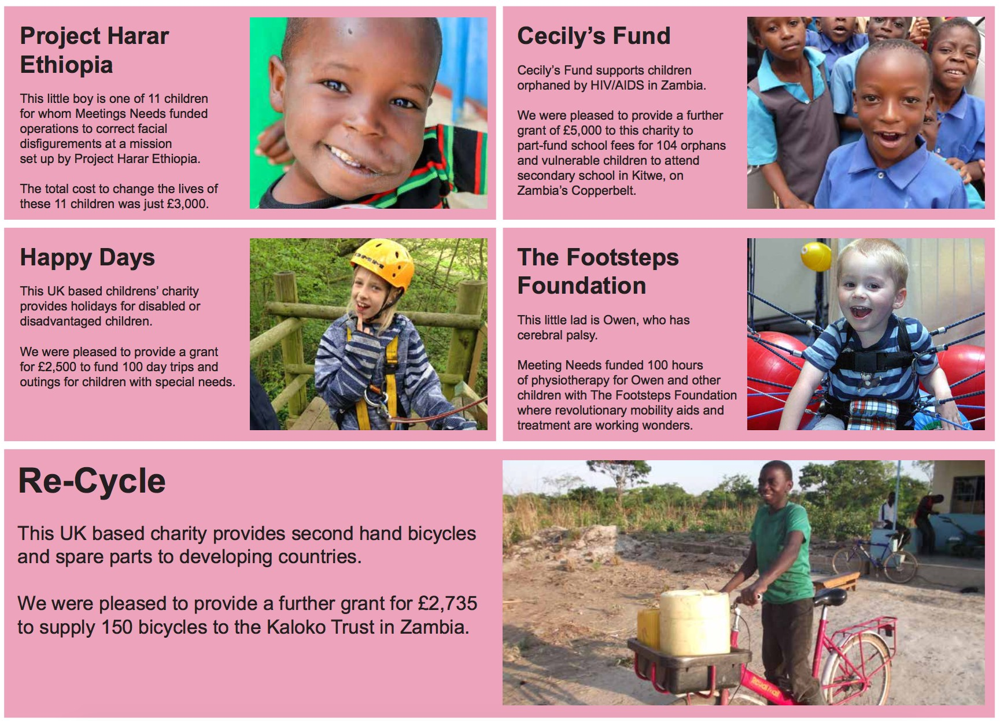 Project Harar
Ethiopia
This little boy is one of 11 children
for whom Meetings Needs funded
operations to correct facial
disfigurements at a mission
set up by Project Harar Ethiopia.
The total cost to change the lives of
these 11 children was just £3,000.
Cecily’s Fund
Cecily’s Fund supports children
orphaned by HIV/AIDS in Zambia.
We were pleased to provide a further
grant of £5,000 to this charity to
part-fund school fees for 104 orphans
and vulnerable children to attend
secondary school in Kitwe, on
Zambia’s Copperbelt.
Happy Days
This UK based childrens’ charity
provides holidays for disabled or
disadvantaged children.
We were pleased to provide a grant
for £2,500 to fund 100 day trips and
outings for children with special needs.
The Footsteps
Foundation
This little lad is Owen, who has
cerebral palsy.
Meeting Needs funded 100 hours
of physiotherapy for Owen and other
children with The Footsteps Foundation
where revolutionary mobility aids and
treatment are working wonders.
Re-Cycle
This UK based charity provides second hand bicycles
and spare parts to developing countries.
We were pleased to provide a further grant for £2,735
to supply 150 bicycles to the Kaloko Trust in Zambia.
Royal Mail